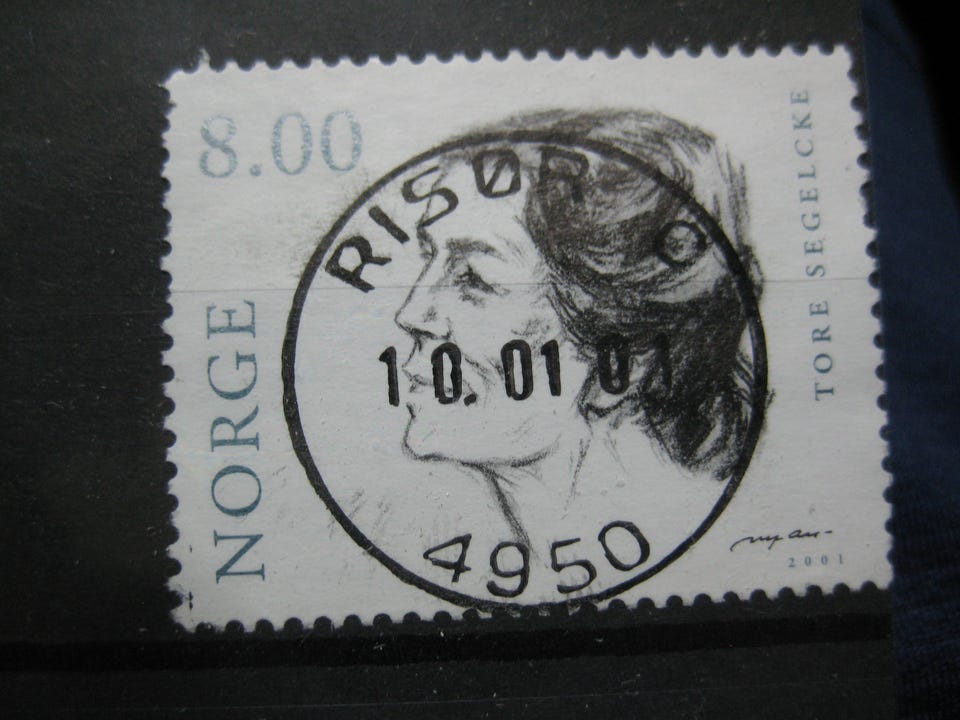 8.00
NORGE
TORE SEGELCKE
RISØR
10.01 01
4950
2001